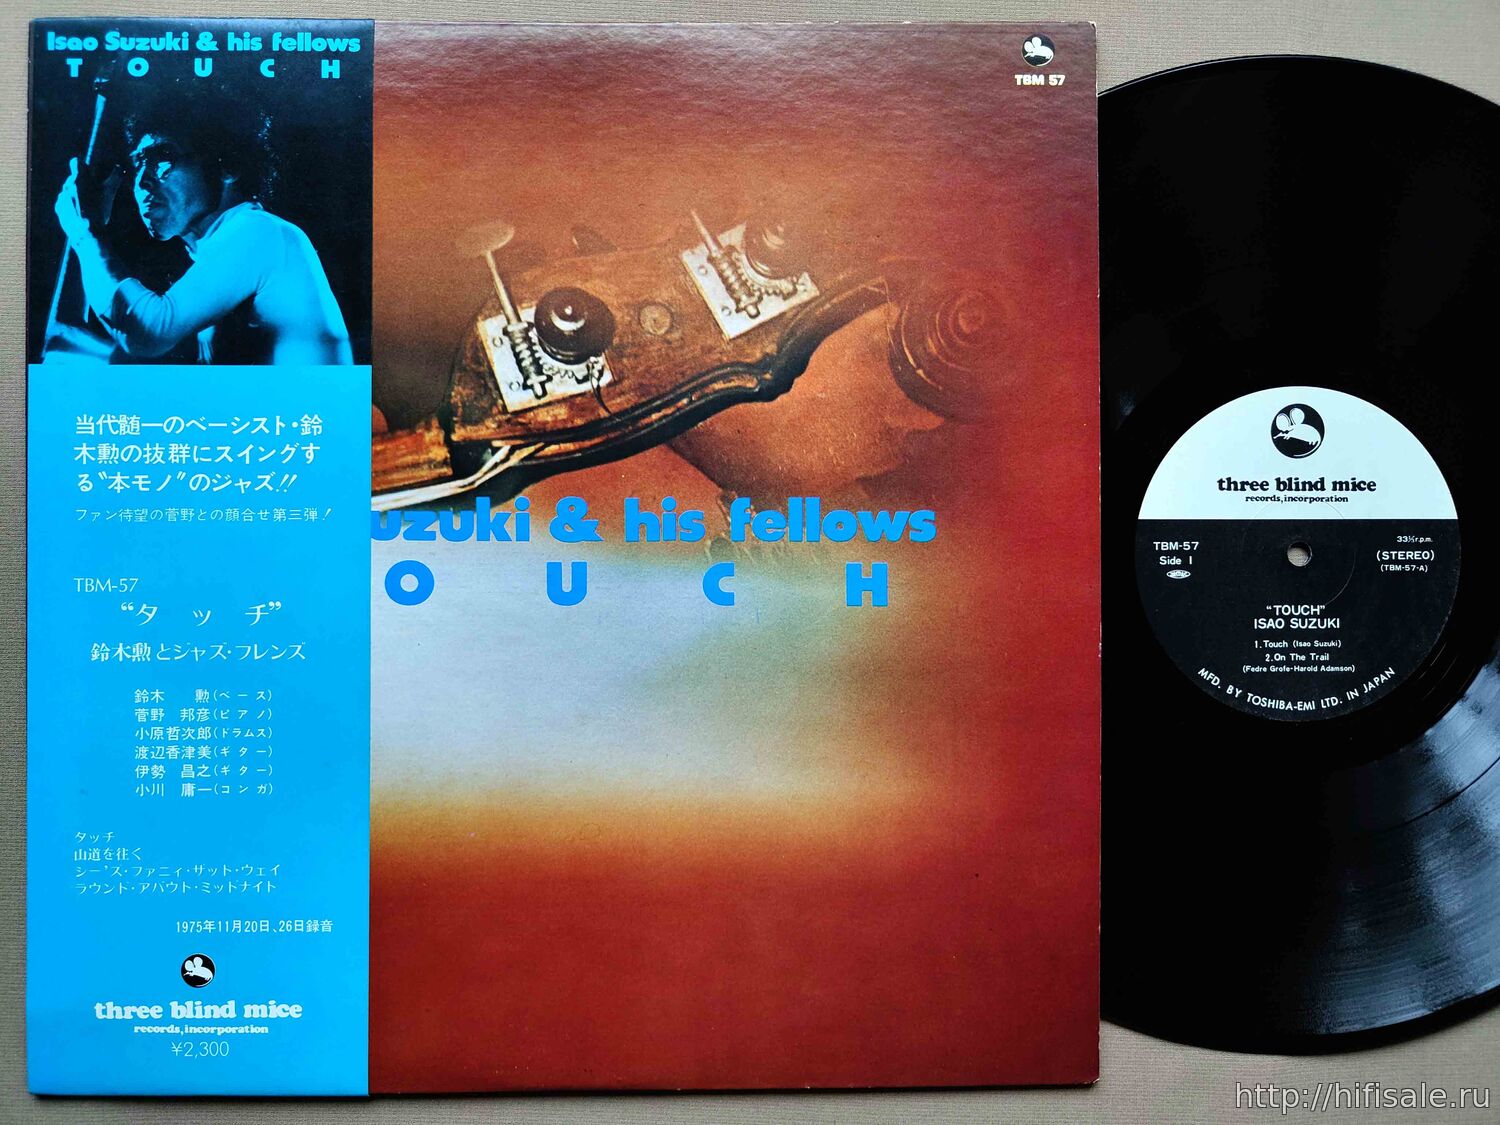 Isao Suzuki & his fellows
TOUCH
当代随一のベーシスト・鈴
木勲の抜群にスイングす
る“本モノ”のジャズ!!
ファン待望の菅野との顔合せ第三弾!
TBM-57
“タッチ”
鈴木勲とジャズ・フレンズ
鈴木 勲(ベース)
菅野 邦彦(ピアノ)
小原哲次郎(ドラムス)
渡辺香津美(ギター)
伊勢 昌之(ギター)
小川 庸一(コンガ)
タッチ
山道を往く
シー’ス・ファニィ・ザット・ウェイ
ラウンド・アバウト・ミッドナイト
1975年11月20日、26日録音
three blind mice
records, incorporation
¥2,300
TBM 57
uzuki & his fellows
OUCH
three blind mice
records, incorporation
TBM-57
Side 1
33⅓ r.p.m.
(STEREO)
(TBM-57-A)
“TOUCH”
ISAO SUZUKI
1. Touch (Isao Suzuki)
2. On The Trail
(Fedre Grofe-Harold Adamson)
MFD. BY TOSHIBA-EMI LTD. IN JAPAN
http://hifisale.ru